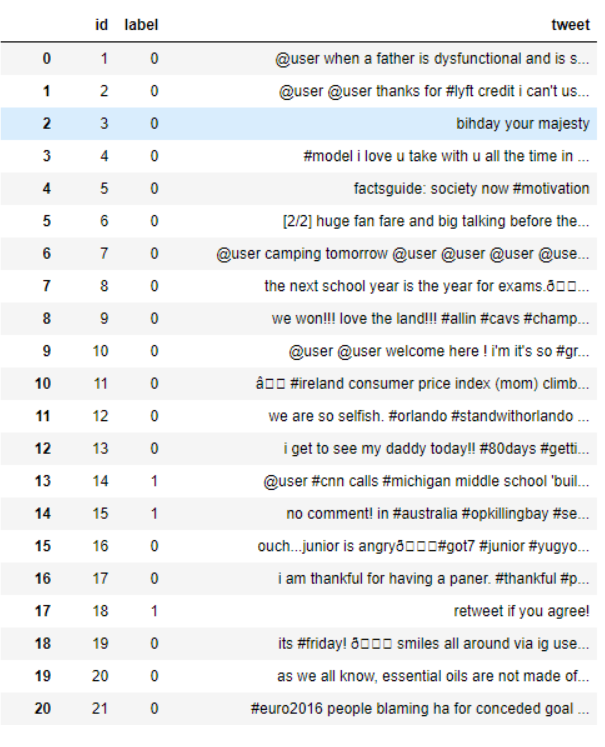 id label tweet
0 1 0 @user when a father is dysfunctional and is s...
1 2 0 @user @user thanks for #lyft credit i can't us...
2 3 0 bihday your majesty
3 4 0 #model i love u take with u all the time in ...
4 5 0 factsguide: society now #motivation
5 6 0 [2/2] huge fan fare and big talking before the...
6 7 0 @user camping tomorrow @user @user @user @use...
7 8 0 the next school year is the year for exams.ð□□...
8 9 0 we won!!! love the land!!! #allin #cavs #champ...
9 10 0 @user @user welcome here ! i'm it's so #gr...
10 11 0 â□□ #ireland consumer price index (mom) climb...
11 12 0 we are so selfish. #orlando #standwithorlando ...
12 13 0 i get to see my daddy today!! #80days #getti...
13 14 1 @user #cnn calls #michigan middle school 'buil...
14 15 1 no comment! in #australia #opkillingbay #se...
15 16 0 ouch...junior is angryð□□□#got7 #junior #yugyo...
16 17 0 i am thankful for having a paner. #thankful #p...
17 18 1 retweet if you agree!
18 19 0 its #friday! ð□□□ smiles all around via ig use...
19 20 0 as we all know, essential oils are not made of...
20 21 0 #euro2016 people blaming ha for conceded goal ...